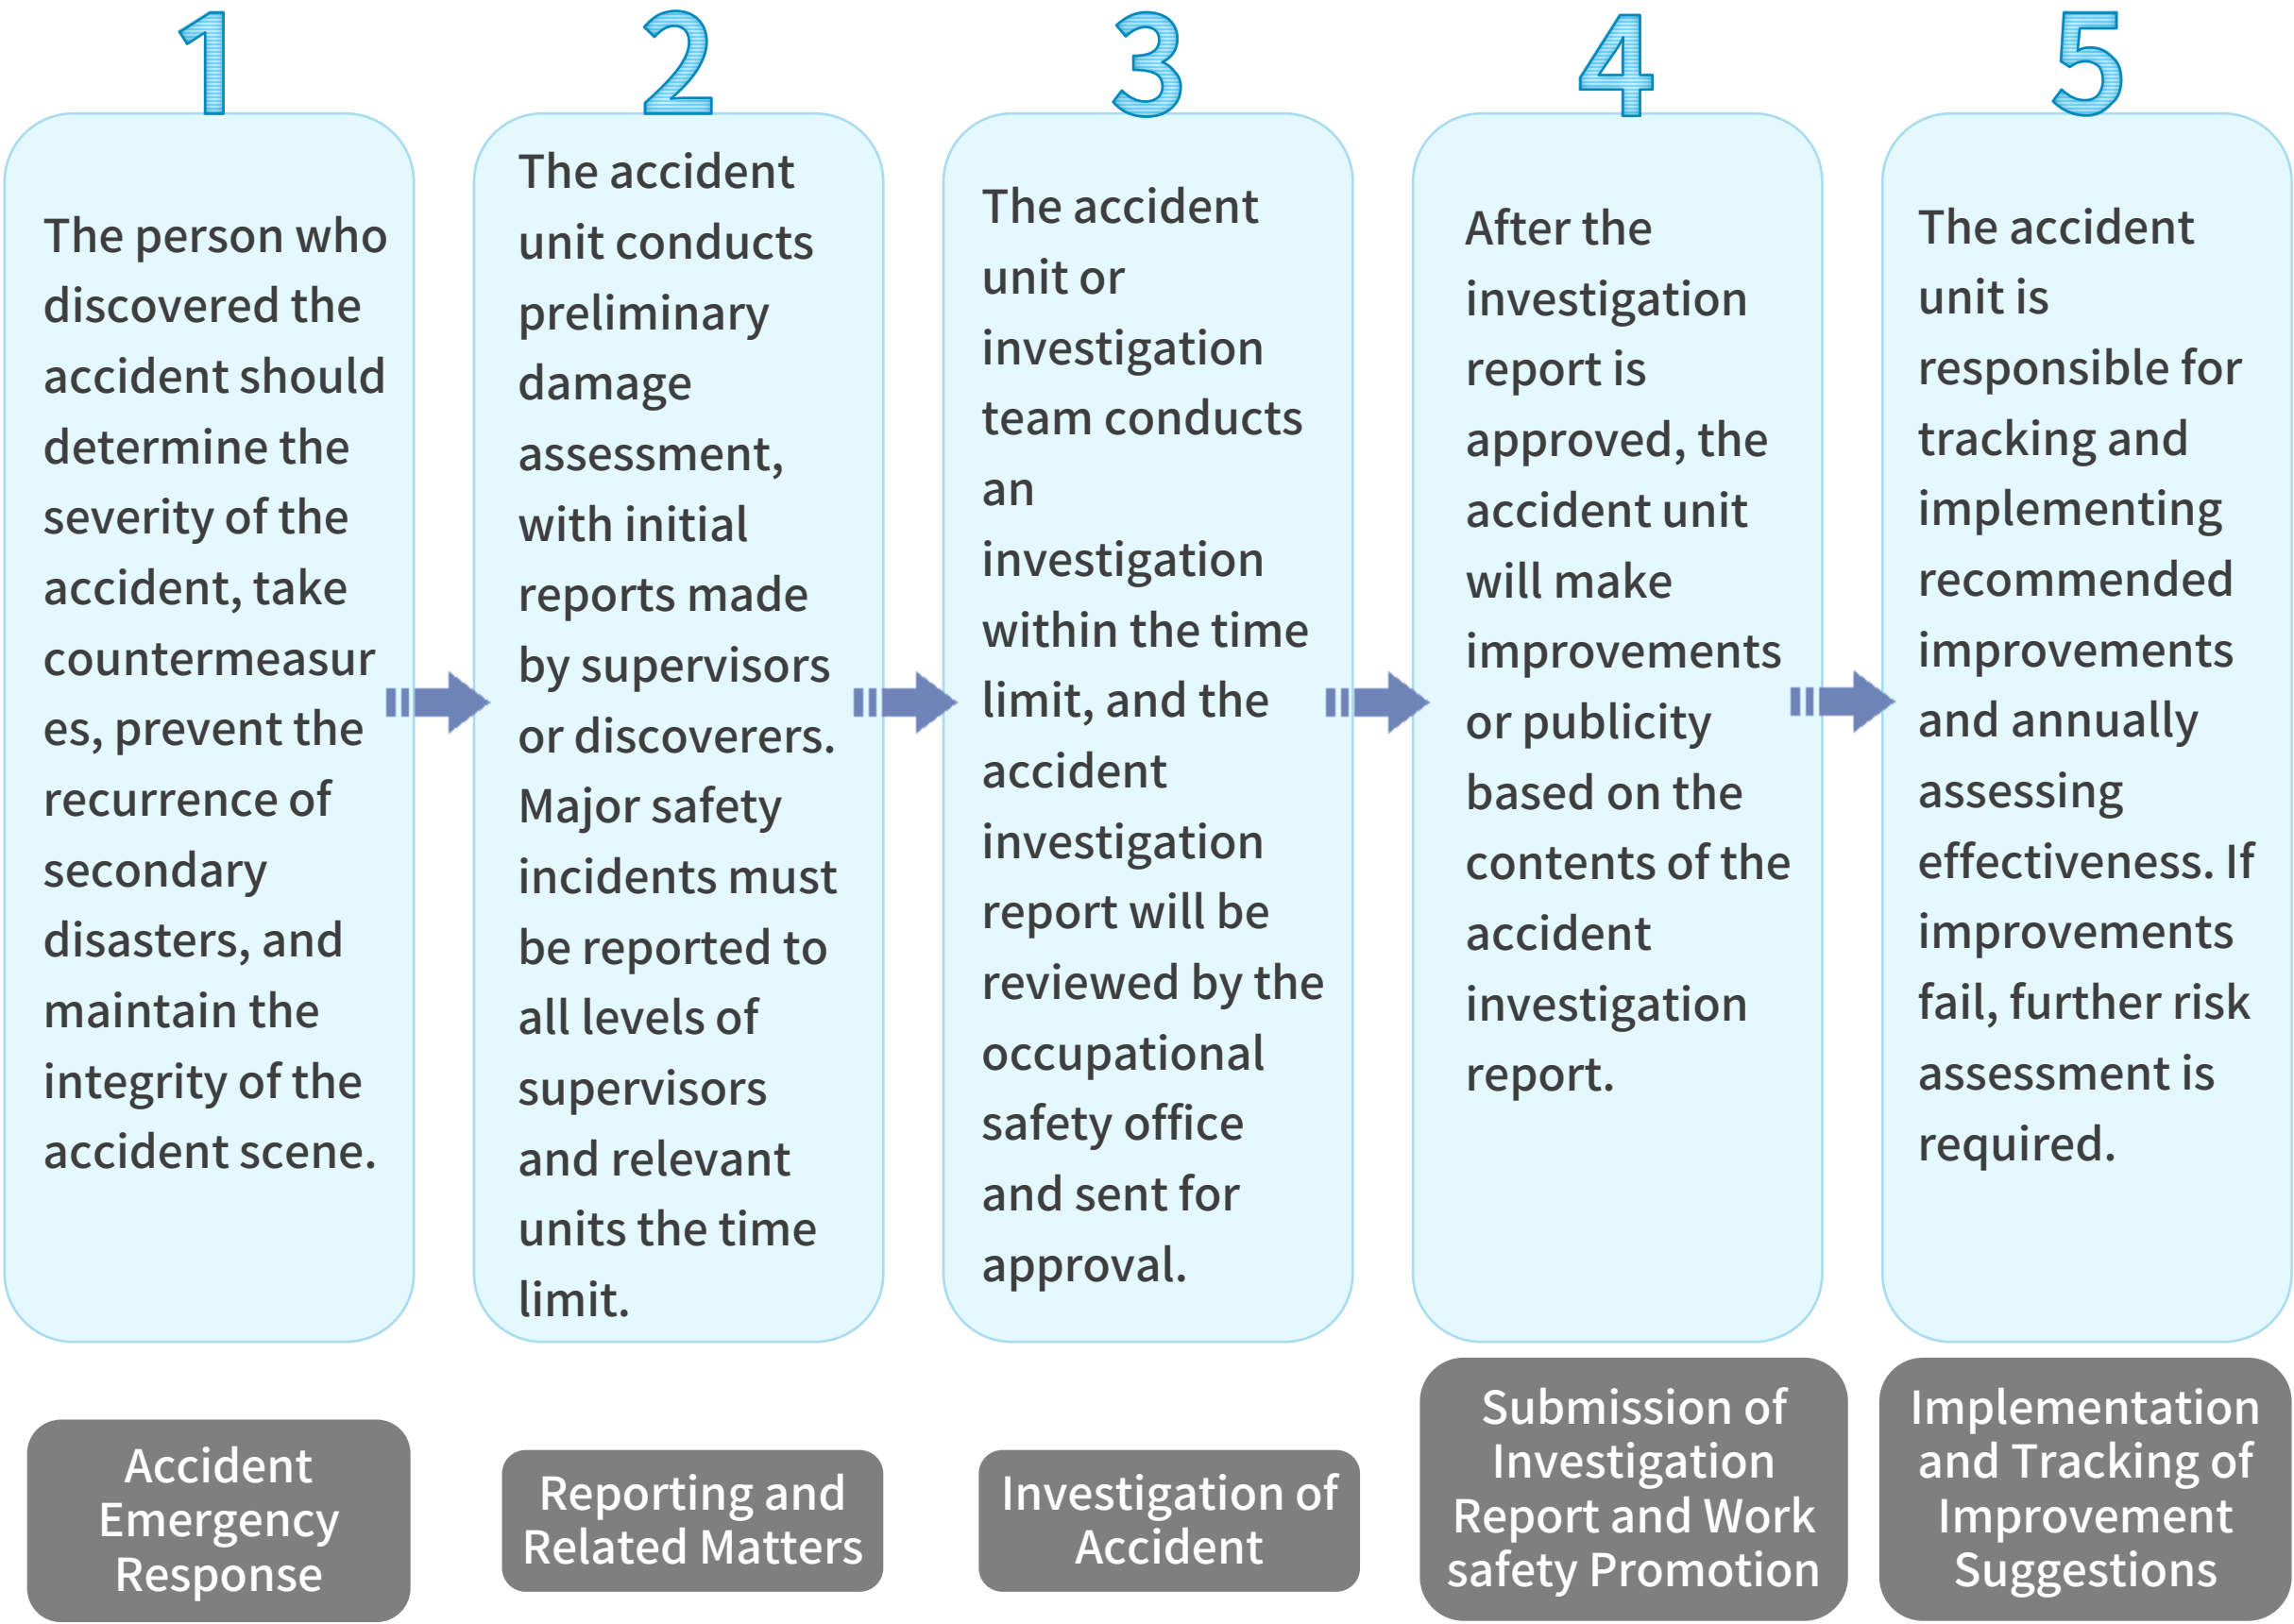 1
The person who
discovered the
accident should
determine the
severity of the
accident, take
countermeasur
es, prevent the
recurrence of
secondary
disasters, and
maintain the
integrity of the
accident scene.
Accident
Emergency
Response
2
The accident
unit conducts
preliminary
damage
assessment,
with initial
reports made
by supervisors
or discoverers.
Major safety
incidents must
be reported to
all levels of
supervisors
and relevant
units the time
limit.
Reporting and
Related Matters
3
The accident
unit or
investigation
team conducts
an
investigation
within the time
limit, and the
accident
investigation
report will be
reviewed by the
occupational
safety office
and sent for
approval.
Investigation of
Accident
4
After the
investigation
report is
approved, the
accident unit
will make
improvements
or publicity
based on the
contents of the
accident
investigation
report.
Submission of
Investigation
Report and Work
safety Promotion
5
The accident
unit is
responsible for
tracking and
implementing
recommended
improvements
and annually
assessing
effectiveness. If
improvements
fail, further risk
assessment is
required.
Implementation
and Tracking of
Improvement
Suggestions